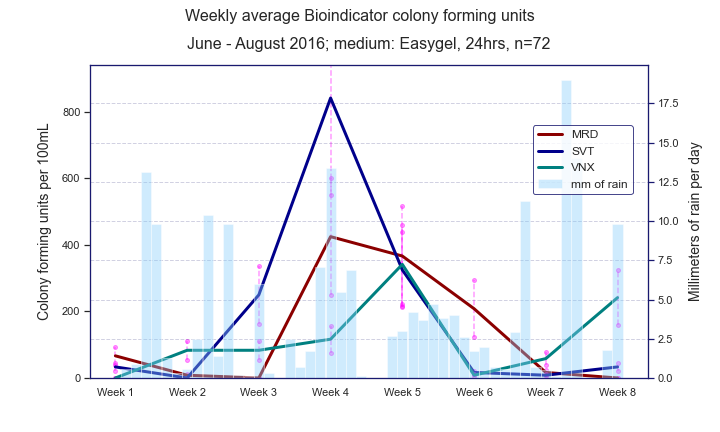 Weekly average Bioindicator colony forming units
June - August 2016; medium: Easygel, 24hrs, n=72
Colony forming units per 100mL
800
600
400
200
0
17.5
15.0
12.5
10.0
7.5
5.0
2.5
0.0
Millimeters of rain per day
MRD
SVT
VNX
mm of rain
Week 1
Week 2
Week 3
Week 4
Week 5
Week 6
Week 7
Week 8